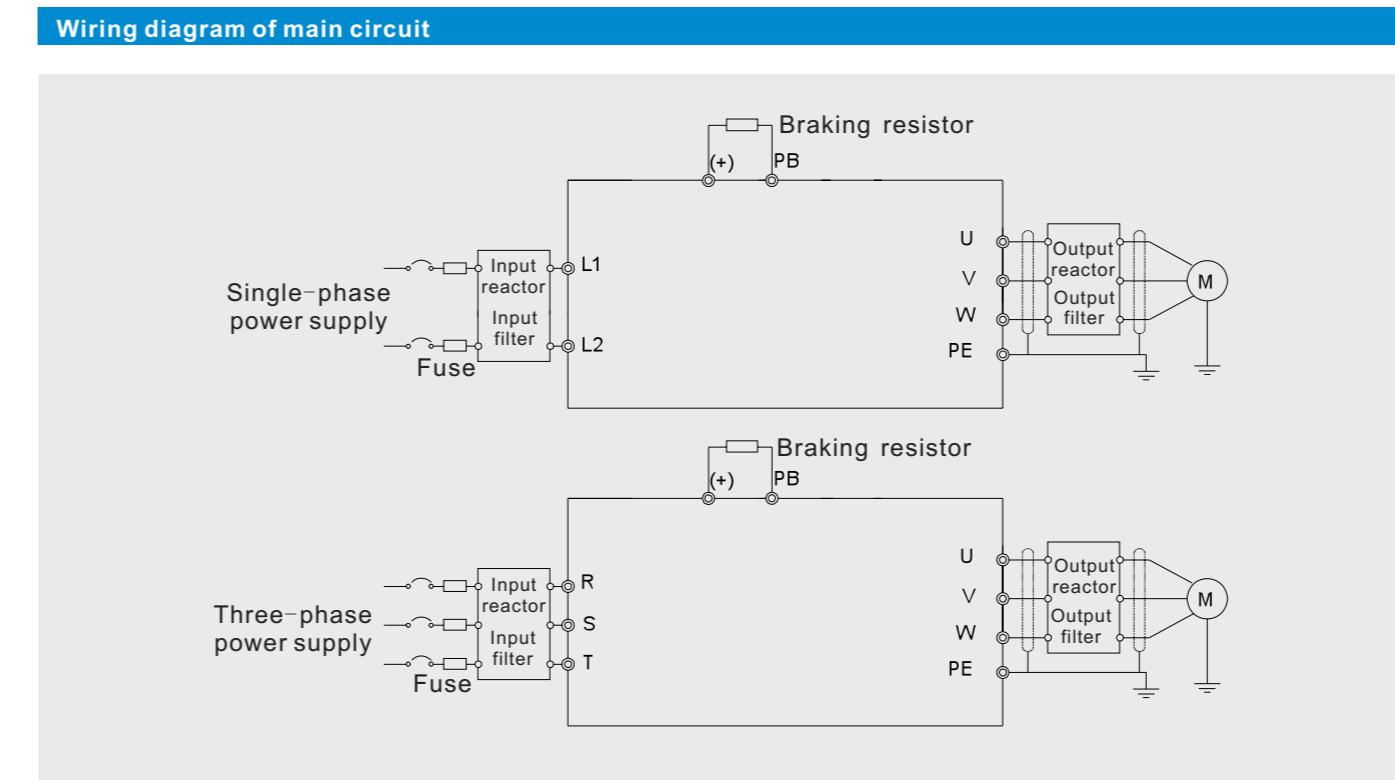 Wiring diagram of main circuit
Braking resistor
(+) PB
Single-phase
power supply
Fuse
Input
reactor
Input
filter
L1
L2
U
V
W
PE
Output
reactor
Output
filter
M
Braking resistor
(+) PB
Three-phase
power supply
Fuse
Input
reactor
Input
filter
R
S
T
U
V
W
PE
Output
reactor
Output
filter
M